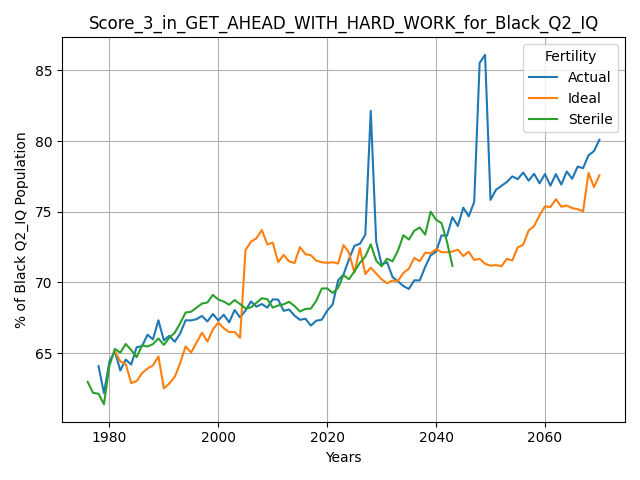 Score_3_in_GET_AHEAD_WITH_HARD_WORK_for_Black_Q2_IQ
% of Black Q2_IQ Population
85
80
75
70
65
Fertility
Actual
Ideal
Sterile
1980
2000
2020
2040
2060
Years